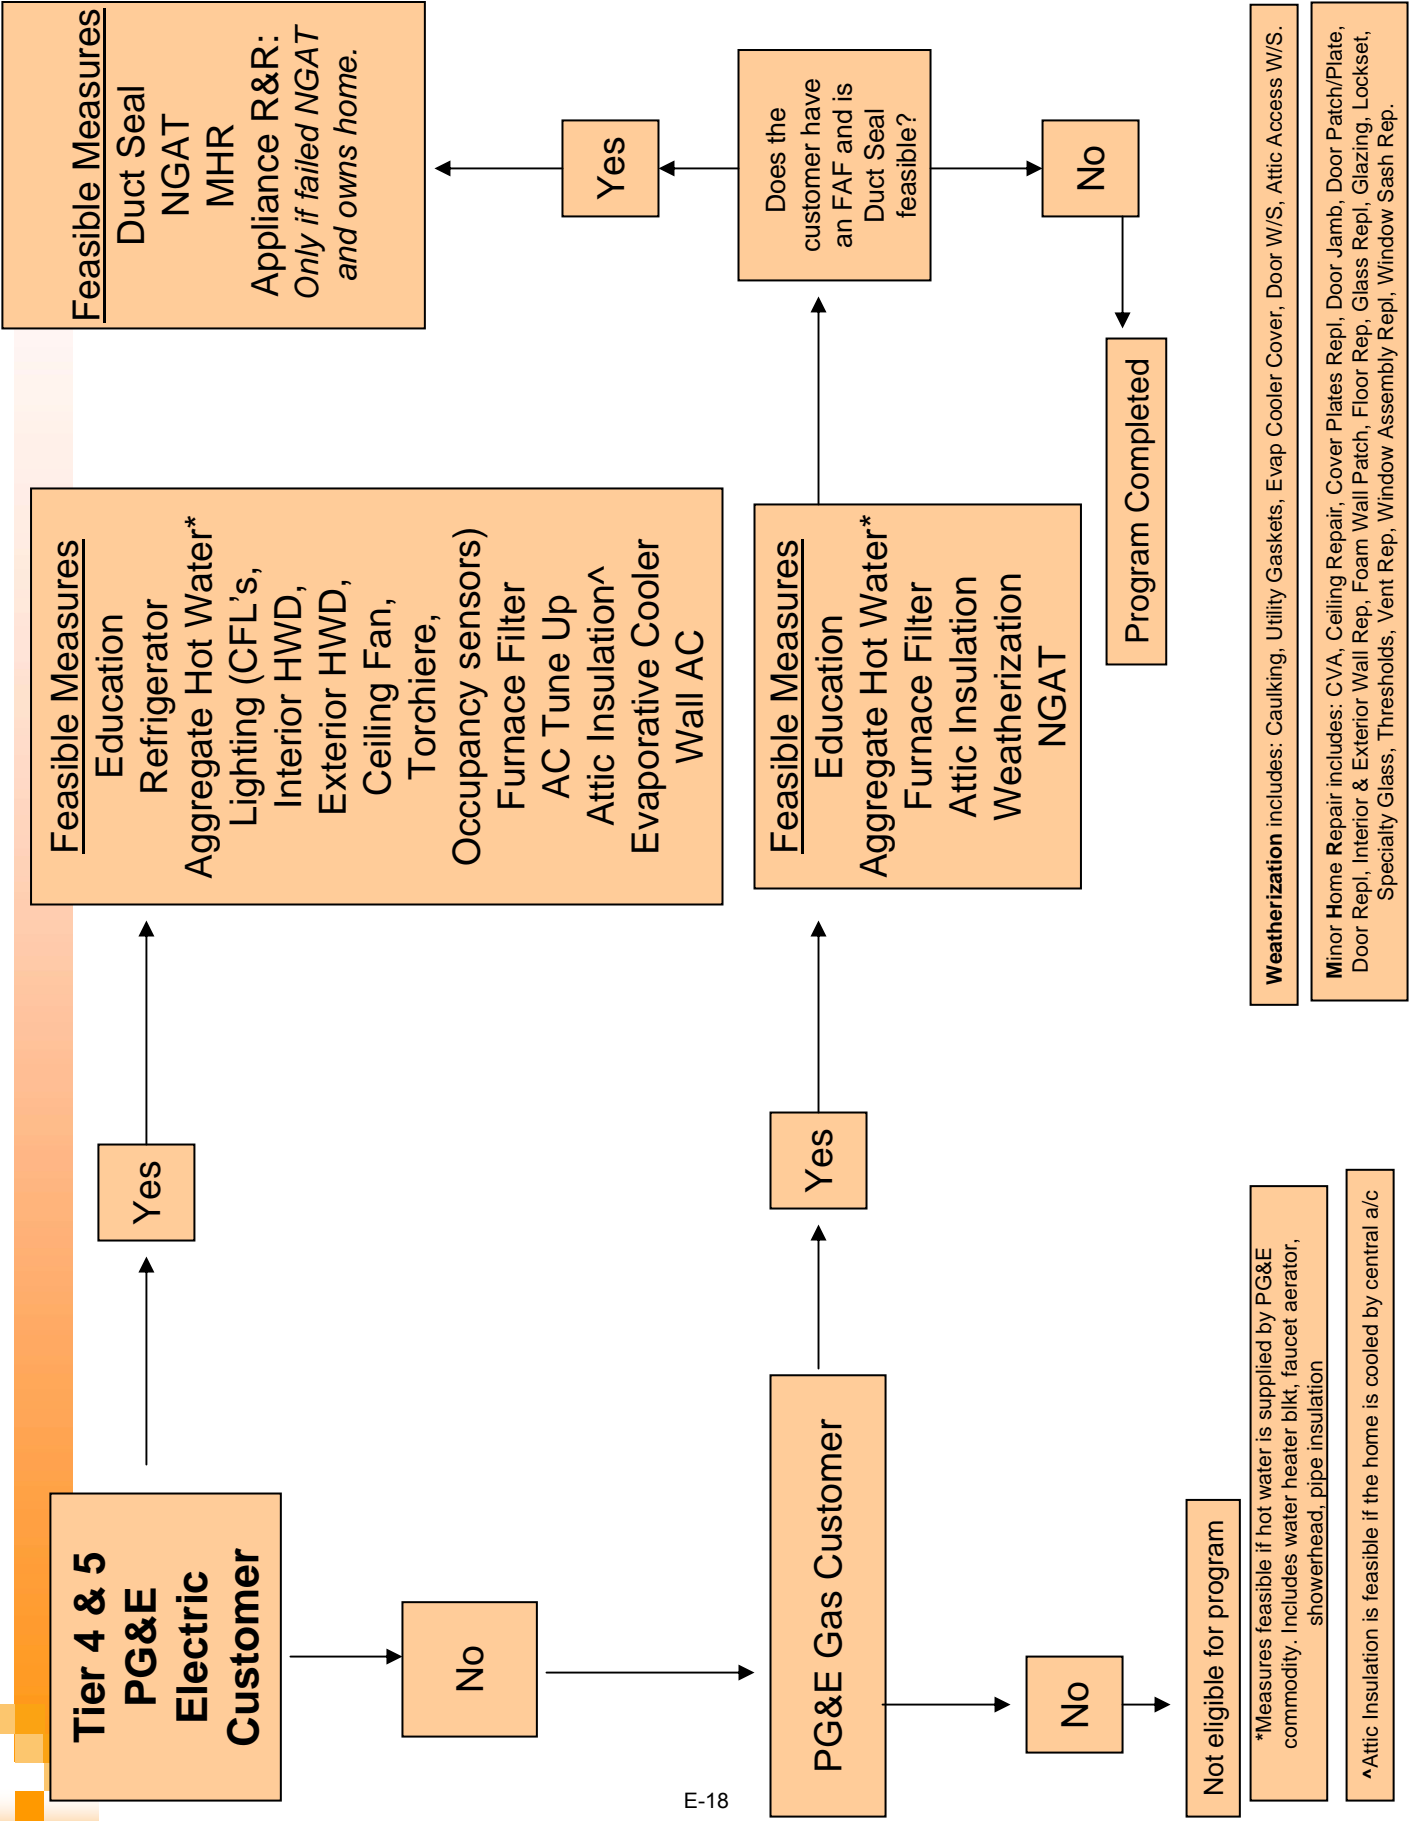 Tier 4 & 5
PG&E
Electric
Customer
Yes
Feasible Measures
Education
Refrigerator
Aggregate Hot Water*
Lighting (CFL's,
Interior HWD,
Exterior HWD,
Ceiling Fan,
Torchiere,
Occupancy sensors)
Furnace Filter
AC Tune Up
Attic Insulation^
Evaporative Cooler
Wall AC
Feasible Measures
Duct Seal
NGAT
MHR
Appliance R&R:
Only if failed NGAT
and owns home.
No
Yes
PG&E Gas Customer
Yes
Feasible Measures
Education
Aggregate Hot Water*
Furnace Filter
Attic Insulation
Weatherization
NGAT
Does the
customer have
an FAF and is
Duct Seal
feasible?
No
No
Program Completed
Not eligible for program
*Measures feasible if hot water is supplied by PG&E
commodity. Includes water heater blkt, faucet aerator,
showerhead, pipe insulation
^Attic Insulation is feasible if the home is cooled by central a/c
Weatherization includes: Caulking, Utility Gaskets, Evap Cooler Cover, Door W/S, Attic Access W/S.
Minor Home Repair includes: CVA, Ceiling Repair, Cover Plates Repl, Door Jamb, Door Patch/Plate,
Door Repl, Interior & Exterior Wall Rep, Foam Wall Patch, Floor Rep, Glass Repl, Glazing, Lockset,
Specialty Glass, Thresholds, Vent Rep, Window Assembly Repl, Window Sash Rep.
E-18